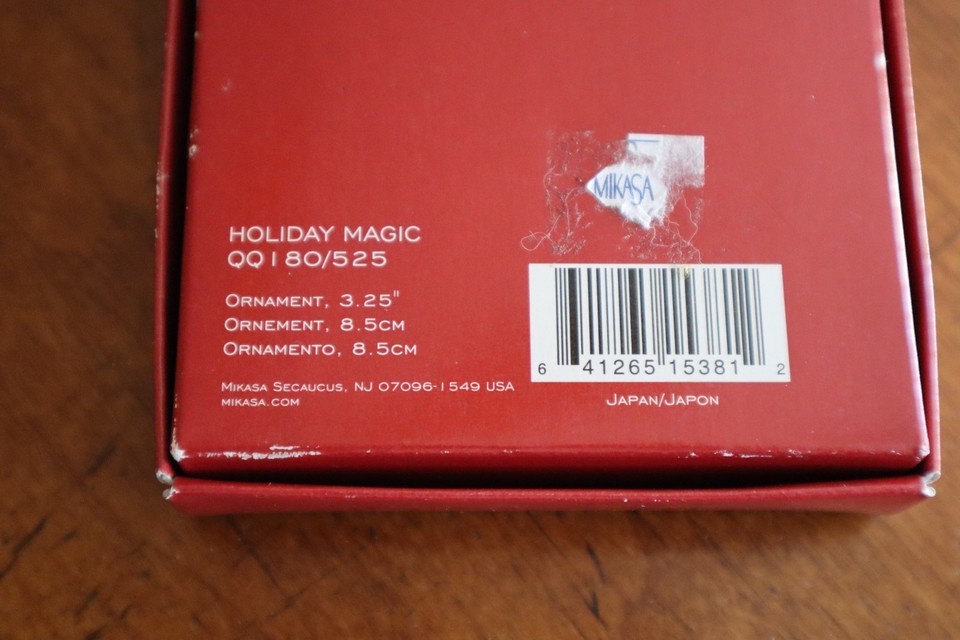 MIKASA
HOLIDAY MAGIC
QQ180/525
ORNAMENT, 3.25"
ORNEMENT, 8.5CM
ORNAMENTO, 8.5CM
MIKASA SECAUCUS, NJ 07096-1549 USA
MIKASA.COM
6 41265 15381 2
JAPAN/JAPON